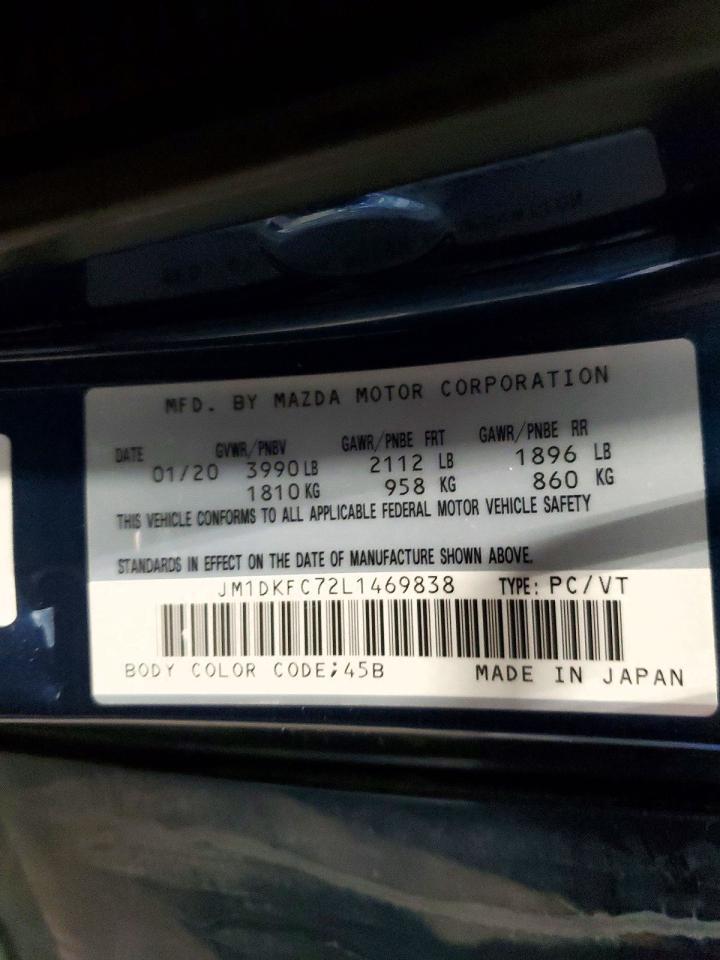 MFD. BY MAZDA MOTOR CORPORATION
DATE GVWR/PNBV GAWR/PNBE FRT GAWR/PNBE RR
01/20 3990 LB 2112 LB 1896 LB
1810 KG 958 KG 860 KG
THIS VEHICLE CONFORMS TO ALL APPLICABLE FEDERAL MOTOR VEHICLE SAFETY
STANDARDS IN EFFECT ON THE DATE OF MANUFACTURE SHOWN ABOVE.
JM1DKFC72L1469838 TYPE: PC/VT
BODY COLOR CODE;45B MADE IN JAPAN